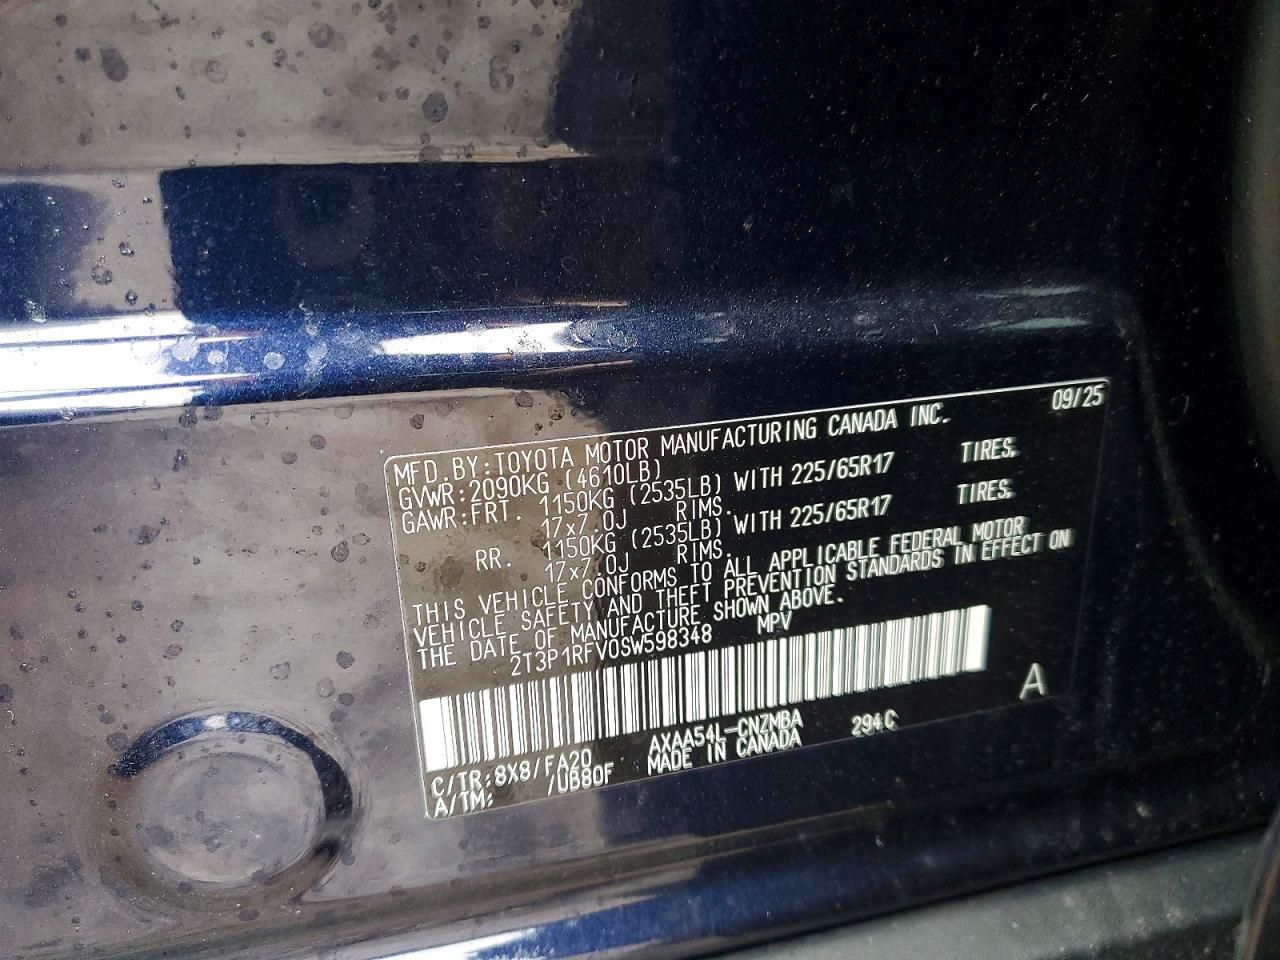 09/25
MFD.BY:TOYOTA MOTOR MANUFACTURING CANADA INC.
GVWR:2090KG (4610LB)
GAWR:FRT. 1150KG (2535LB) WITH 225/65R17 TIRES.
17x7.0J RIMS.
RR. 1150KG (2535LB) WITH 225/65R17 TIRES.
17x7.0J RIMS.
THIS VEHICLE CONFORMS TO ALL APPLICABLE FEDERAL MOTOR
VEHICLE SAFETY AND THEFT PREVENTION STANDARDS IN EFFECT ON
THE DATE OF MANUFACTURE SHOWN ABOVE.
2T3P1RFV0SW598348 MPV
A
C/TR:8X8/FA20 AXAA54L-CNZMBA 294C
A/TM: /UB80F MADE IN CANADA